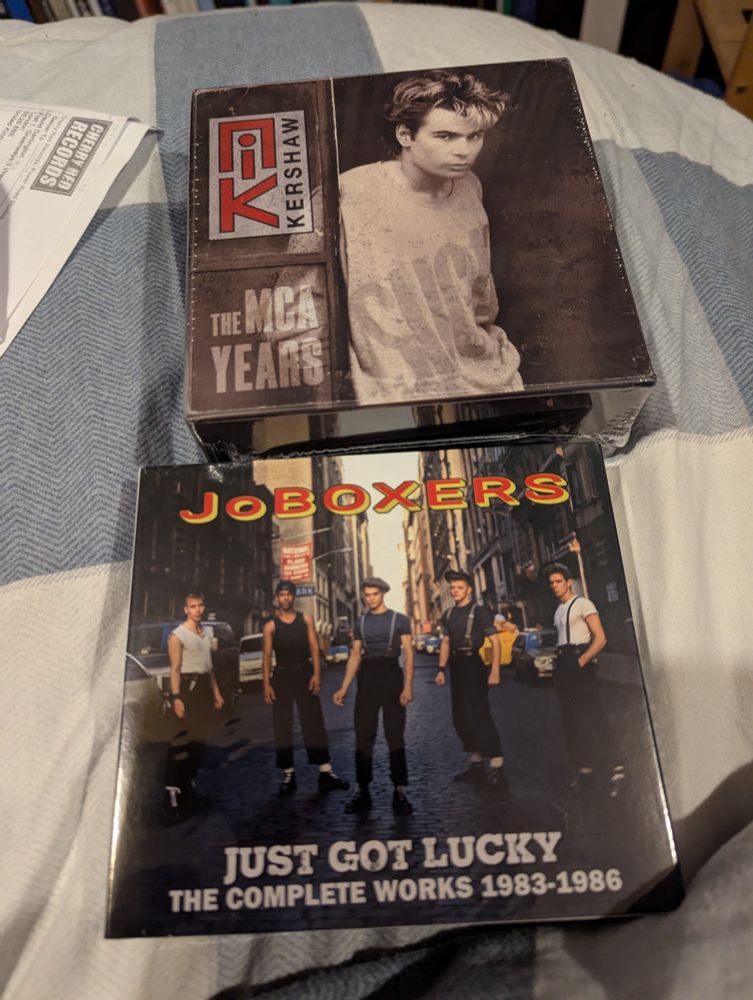 CHERRY RED
RECORDS
NiK
KERSHAW
THE MCA
YEARS
JoBOXERS
JUST GOT LUCKY
THE COMPLETE WORKS 1983-1986